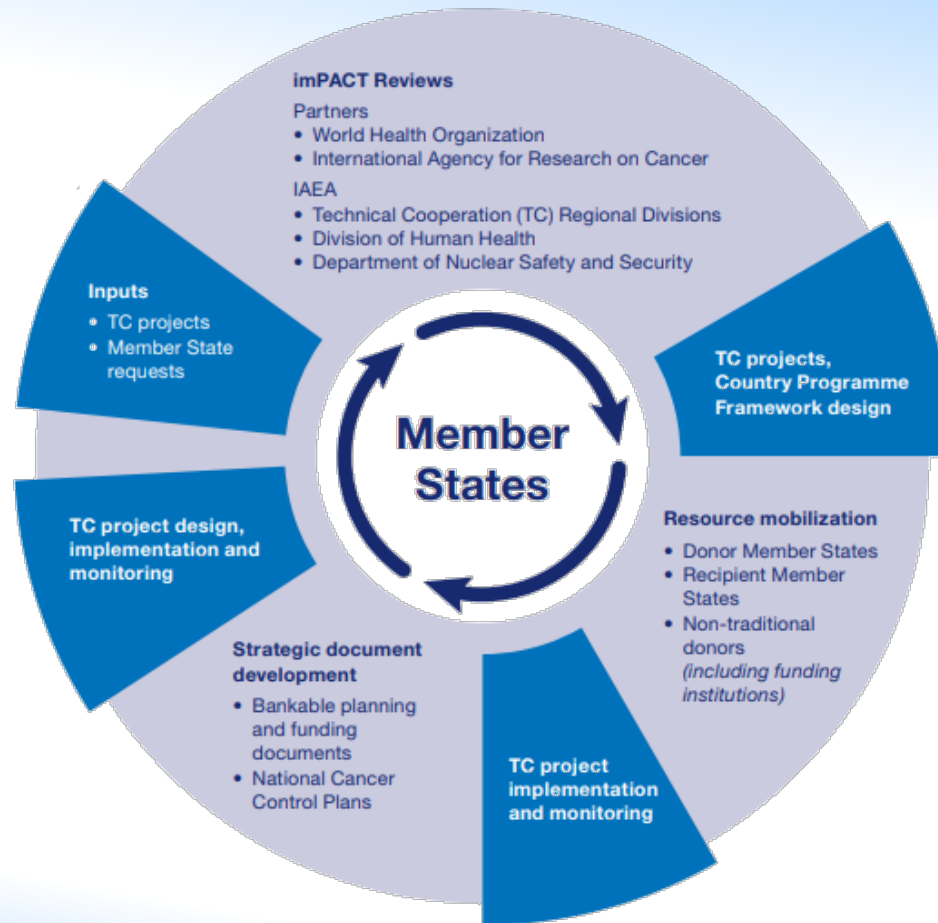 imPACT Reviews
Partners
• World Health Organization
• International Agency for Research on Cancer
IAEA
• Technical Cooperation (TC) Regional Divisions
• Division of Human Health
• Department of Nuclear Safety and Security
TC projects,
Country Programme
Framework design
Resource mobilization
• Donor Member States
• Recipient Member
States
• Non-traditional
donors
(including funding
institutions)
TC project
implementation
and monitoring
Strategic document
development
• Bankable planning
and funding
documents
• National Cancer
Control Plans
TC project design,
implementation and
monitoring
Inputs
• TC projects
• Member State
requests
Member
States